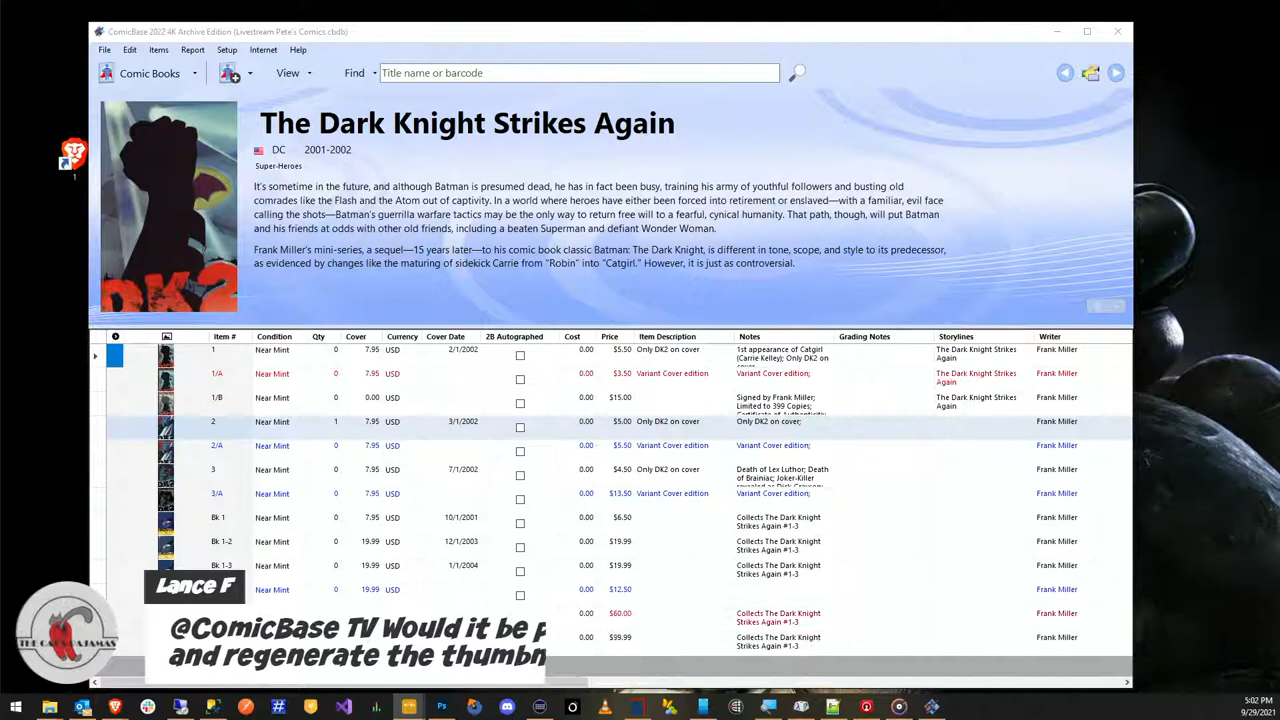 ComicBase 2022 4K Archive Edition (Livestream Pete's Comics.cbdb)
File Edit Items Report Setup Internet Help
Comic Books View Find Title name or barcode
The Dark Knight Strikes Again
DC 2001-2002
Super-Heroes
It's sometime in the future, and although Batman is presumed dead, he has in fact been busy, training his army of youthful followers and busting old
comrades like the Flash and the Atom out of captivity. In a world where heroes have either been forced into retirement or enslaved—with a familiar, evil face
calling the shots—Batman's guerrilla warfare tactics may be the only way to return free will to a fearful, cynical humanity. That path, though, will put Batman
and his friends at odds with other old friends, including a beaten Superman and defiant Wonder Woman.
Frank Miller's mini-series, a sequel—15 years later—to his comic book classic Batman: The Dark Knight, is different in tone, scope, and style to its predecessor,
as evidenced by changes like the maturing of sidekick Carrie from "Robin" into "Catgirl." However, it is just as controversial.
Item # Condition Qty Cover Currency Cover Date 2B Autographed Cost Price Item Description Notes Grading Notes Storylines Writer
1 Near Mint 0 7.95 USD 2/1/2002 0.00 $5.50 Only DK2 on cover 1st appearance of Catgirl The Dark Knight Strikes Frank Miller
(Carrie Kelley); Only DK2 on Again
1/A Near Mint 0 7.95 USD 0.00 $3.50 Variant Cover edition Variant Cover edition; The Dark Knight Strikes Frank Miller
Again
1/B Near Mint 0 0.00 USD 0.00 $15.00 Signed by Frank Miller; The Dark Knight Strikes Frank Miller
Limited to 399 Copies; Again
2 Near Mint 1 7.95 USD 3/1/2002 0.00 $5.00 Only DK2 on cover Only DK2 on cover; Frank Miller
2/A Near Mint 0 7.95 USD 0.00 $5.50 Variant Cover edition Variant Cover edition; Frank Miller
3 Near Mint 0 7.95 USD 7/1/2002 0.00 $4.50 Only DK2 on cover Death of Lex Luthor; Death Frank Miller
of Brainiac; Joker-Killer
3/A Near Mint 0 7.95 USD 0.00 $13.50 Variant Cover edition Variant Cover edition; Frank Miller
Bk 1 Near Mint 0 7.95 USD 10/1/2001 0.00 $6.50 Collects The Dark Knight Frank Miller
Strikes Again #1-3
Bk 1-2 Near Mint 0 19.99 USD 12/1/2003 0.00 $19.99 Collects The Dark Knight Frank Miller
Strikes Again #1-3
Bk 1-3 Near Mint 0 19.99 USD 1/1/2004 0.00 $19.99 Collects The Dark Knight Frank Miller
Strikes Again #1-3
Near Mint 0 19.99 USD 0.00 $12.50 Frank Miller
0.00 $60.00 Collects The Dark Knight Frank Miller
Strikes Again #1-3
0.00 $99.99 Collects The Dark Knight Frank Miller
Strikes Again #1-3
Lance F
@ComicBase TV Would it be p
and regenerate the thumbn
1
5:02 PM
9/29/2021